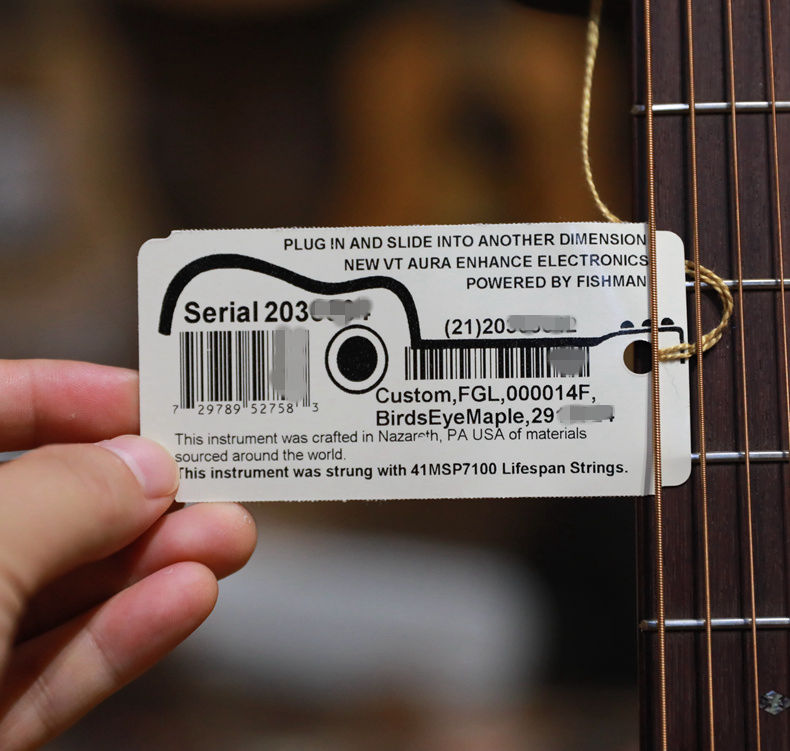 PLUG IN AND SLIDE INTO ANOTHER DIMENSION
NEW VT AURA ENHANCE ELECTRONICS
POWERED BY FISHMAN
Serial 203
(21)20
7 29789 52758 3
Custom,FGL,000014F,
BirdsEyeMaple,29
This instrument was crafted in Nazareth, PA USA of materials
sourced around the world.
This instrument was strung with 41MSP7100 Lifespan Strings.